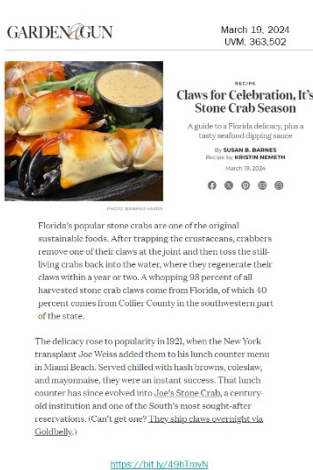 GARDEN&GUN
March 19, 2024
UVM. 363,502
RECIPE
Claws for Celebration, It's
Stone Crab Season
A guide to a Florida delicacy, plus a
tasty seafood dipping sauce
By SUSAN B. BARNES
Recipe by KRISTIN NEMETH
March 19, 2024
PHOTO: JENNIFER HARRIS
Florida's popular stone crabs are one of the original
sustainable foods. After trapping the crustaceans, crabbers
remove one of their claws at the joint and then toss the still-
living crabs back into the water, where they regenerate their
claws within a year or two. A whopping 98 percent of all
harvested stone crab claws come from Florida, of which 40
percent comes from Collier County in the southwestern part
of the state.
The delicacy rose to popularity in 1921, when the New York
transplant Joe Weiss added them to his lunch counter menu
in Miami Beach. Served chilled with hash browns, coleslaw,
and mayonnaise, they were an instant success. That lunch
counter has since evolved into Joe's Stone Crab, a century-
old institution and one of the South's most sought-after
reservations. (Can't get one? They ship claws overnight via
Goldbelly.)
https://bit.ly/49hTmvN